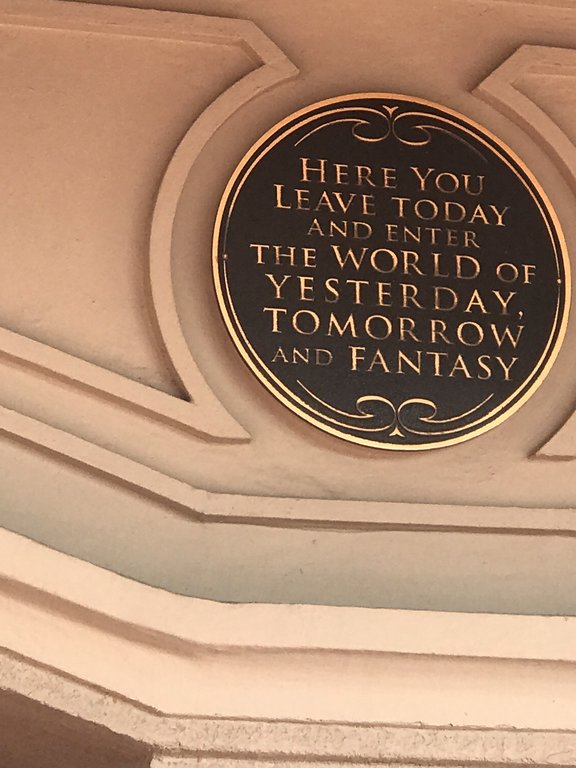 HERE YOU
LEAVE TODAY
AND ENTER
THE WORLD OF
YESTERDAY,
TOMORROW
AND FANTASY